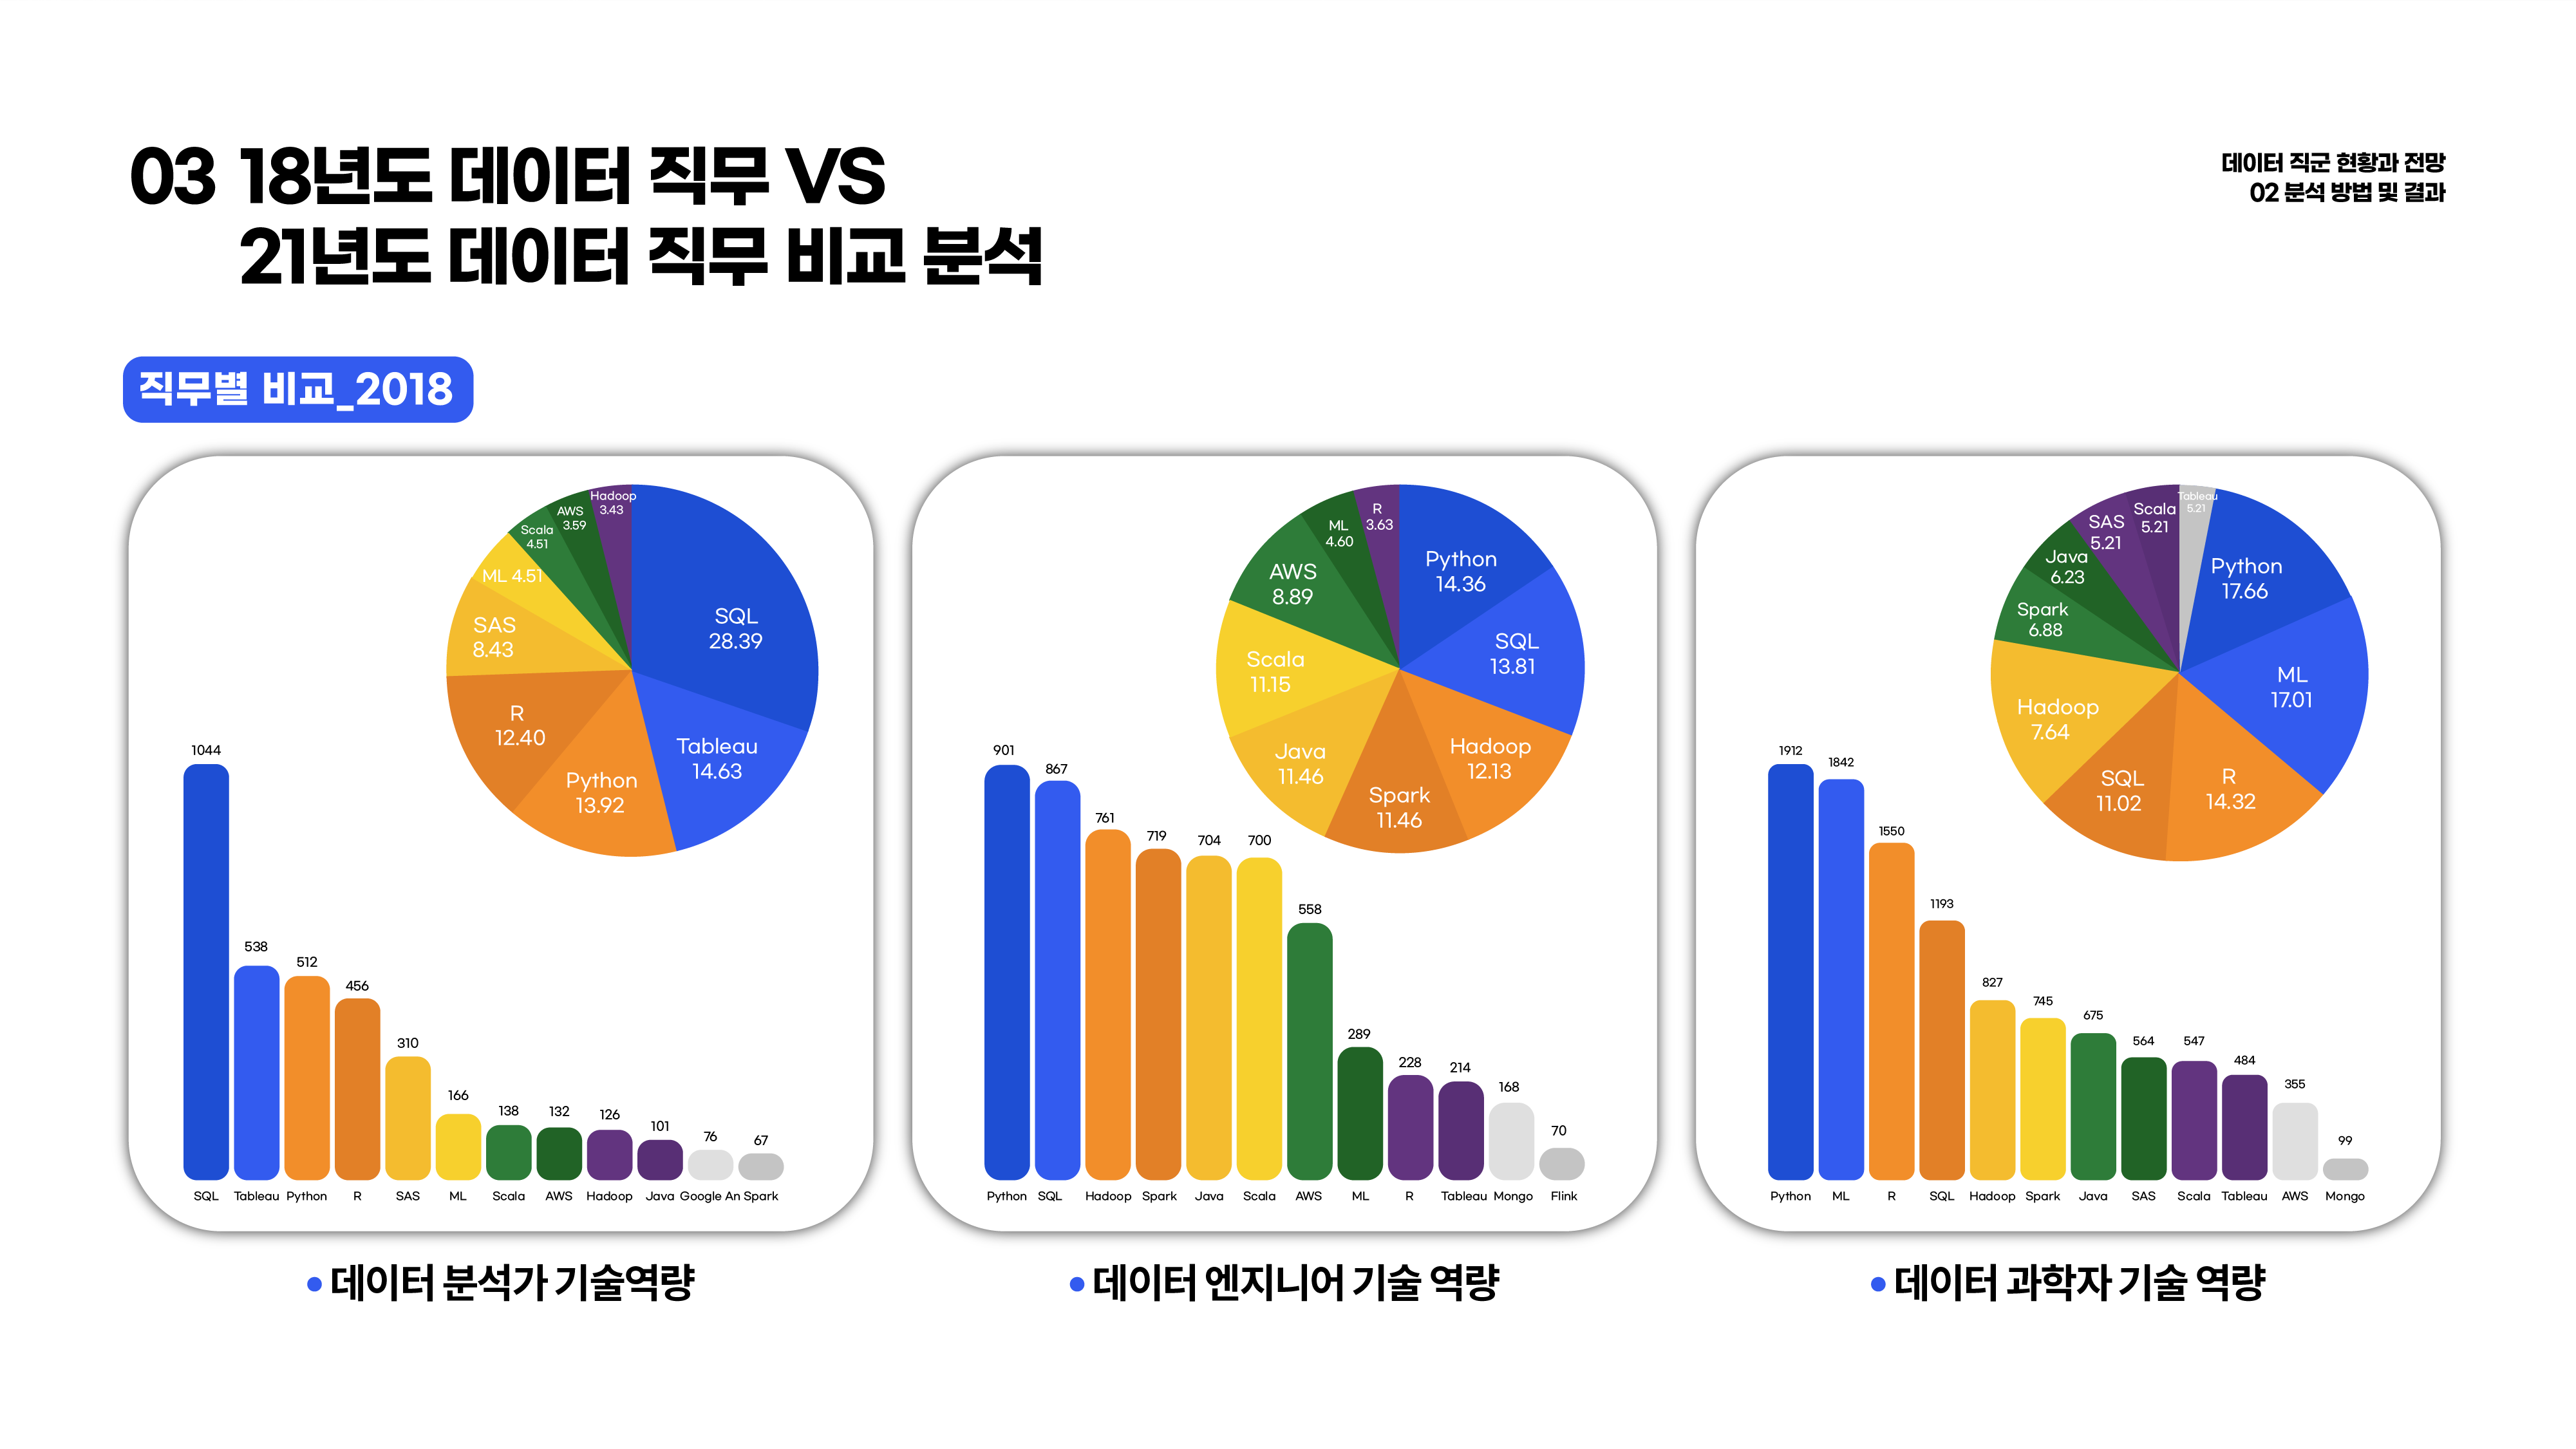 03 18년도 데이터 직무 VS
21년도 데이터 직무 비교 분석
데이터 직군 현황과 전망
02 분석 방법 및 결과
직무별 비교_2018
Hadoop
3.43
AWS
3.59
Scala
4.51
ML 4.51
SAS
8.43
R
12.40
Python
13.92
Tableau
14.63
SQL
28.39
1044
538
512
456
310
166
138
132
126
101
76
67
SQL Tableau Python R SAS ML Scala AWS Hadoop Java Google An Spark
데이터 분석가 기술역량
R
3.63
ML
4.60
AWS
8.89
Scala
11.15
Java
11.46
Spark
11.46
Hadoop
12.13
SQL
13.81
Python
14.36
901
867
761
719
704
700
558
289
228
214
168
70
Python SQL Hadoop Spark Java Scala AWS ML R Tableau Mongo Flink
데이터 엔지니어 기술 역량
Tableau
5.21
Scala
5.21
SAS
5.21
Java
6.23
Spark
6.88
Hadoop
7.64
SQL
11.02
R
14.32
ML
17.01
Python
17.66
1912
1842
1550
1193
827
745
675
564
547
484
355
99
Python ML R SQL Hadoop Spark Java SAS Scala Tableau AWS Mongo
데이터 과학자 기술 역량